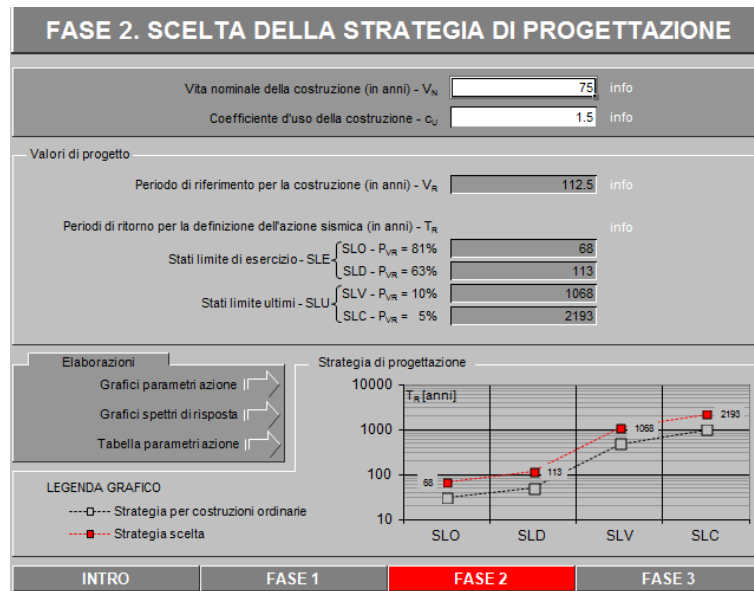 FASE 2. SCELTA DELLA STRATEGIA DI PROGETTAZIONE
Vita nominale della costruzione (in anni) - VN 75 info
Coefficiente d'uso della costruzione - cU 1.5 info
Valori di progetto
Periodo di riferimento per la costruzione (in anni) - VR 112.5 info
Periodi di ritorno per la definizione dell'azione sismica (in anni) - TR info
Stati limite di esercizio - SLE
SLO - PVR = 81% 68
SLD - PVR = 63% 113
Stati limite ultimi - SLU
SLV - PVR = 10% 1068
SLC - PVR = 5% 2193
Elaborazioni
Grafici parametri azione
Grafici spettri di risposta
Tabella parametri azione
LEGENDA GRAFICO
Strategia per costruzioni ordinarie
Strategia scelta
Strategia di progettazione
TR [anni]
10000
1000
100
10
68
113
1068
2193
SLO SLD SLV SLC
INTRO FASE 1 FASE 2 FASE 3